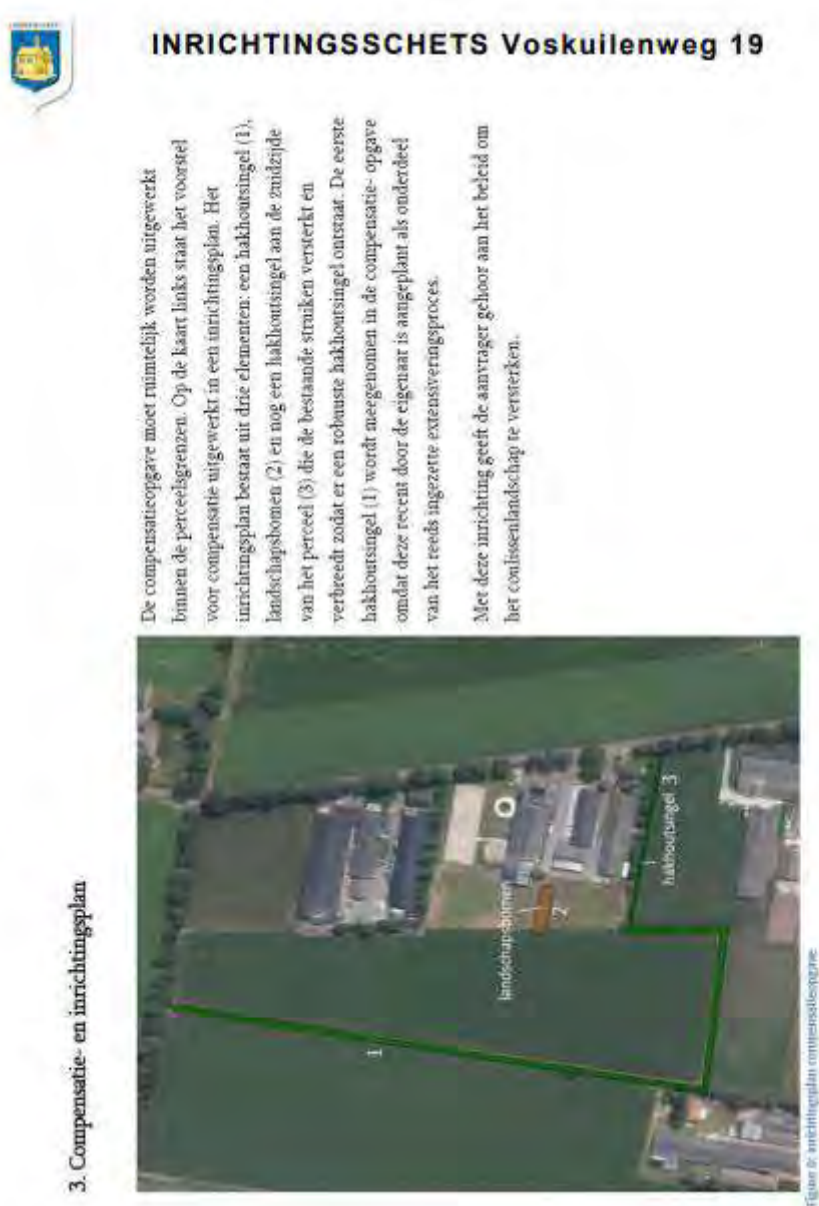 INRICHTINGSSCHETS Voskuilenweg 19
3. Compensatie- en inrichtingsplan
De compensatieopgave moet ruimtelijk worden uitgewerkt
binnen de perceelsgrenzen. Op de kaart links staat het voorstel
voor compensatie uitgewerkt in een inrichtingsplan. Het
inrichtingsplan bestaat uit drie elementen: een hakhoutsingel (1),
landschapsbomen (2) en nog een hakhoutsingel aan de zuidzijde
van het perceel (3) die de bestaande struiken versterkt en
verbreedt zodat er een robuuste hakhoutsingel ontstaat. De eerste
hakhoutsingel (1) wordt meegenomen in de compensatie- opgave
omdat deze recent door de eigenaar is aangeplant als onderdeel
van het reeds ingezette extensiveringsproces.
Met deze inrichting geeft de aanvrager gehoor aan het beleid om
het coulissenlandschap te versterken.
1
landschapsbomen
2
hakhoutsingel 3
inrichtingsplan compensatieopgave